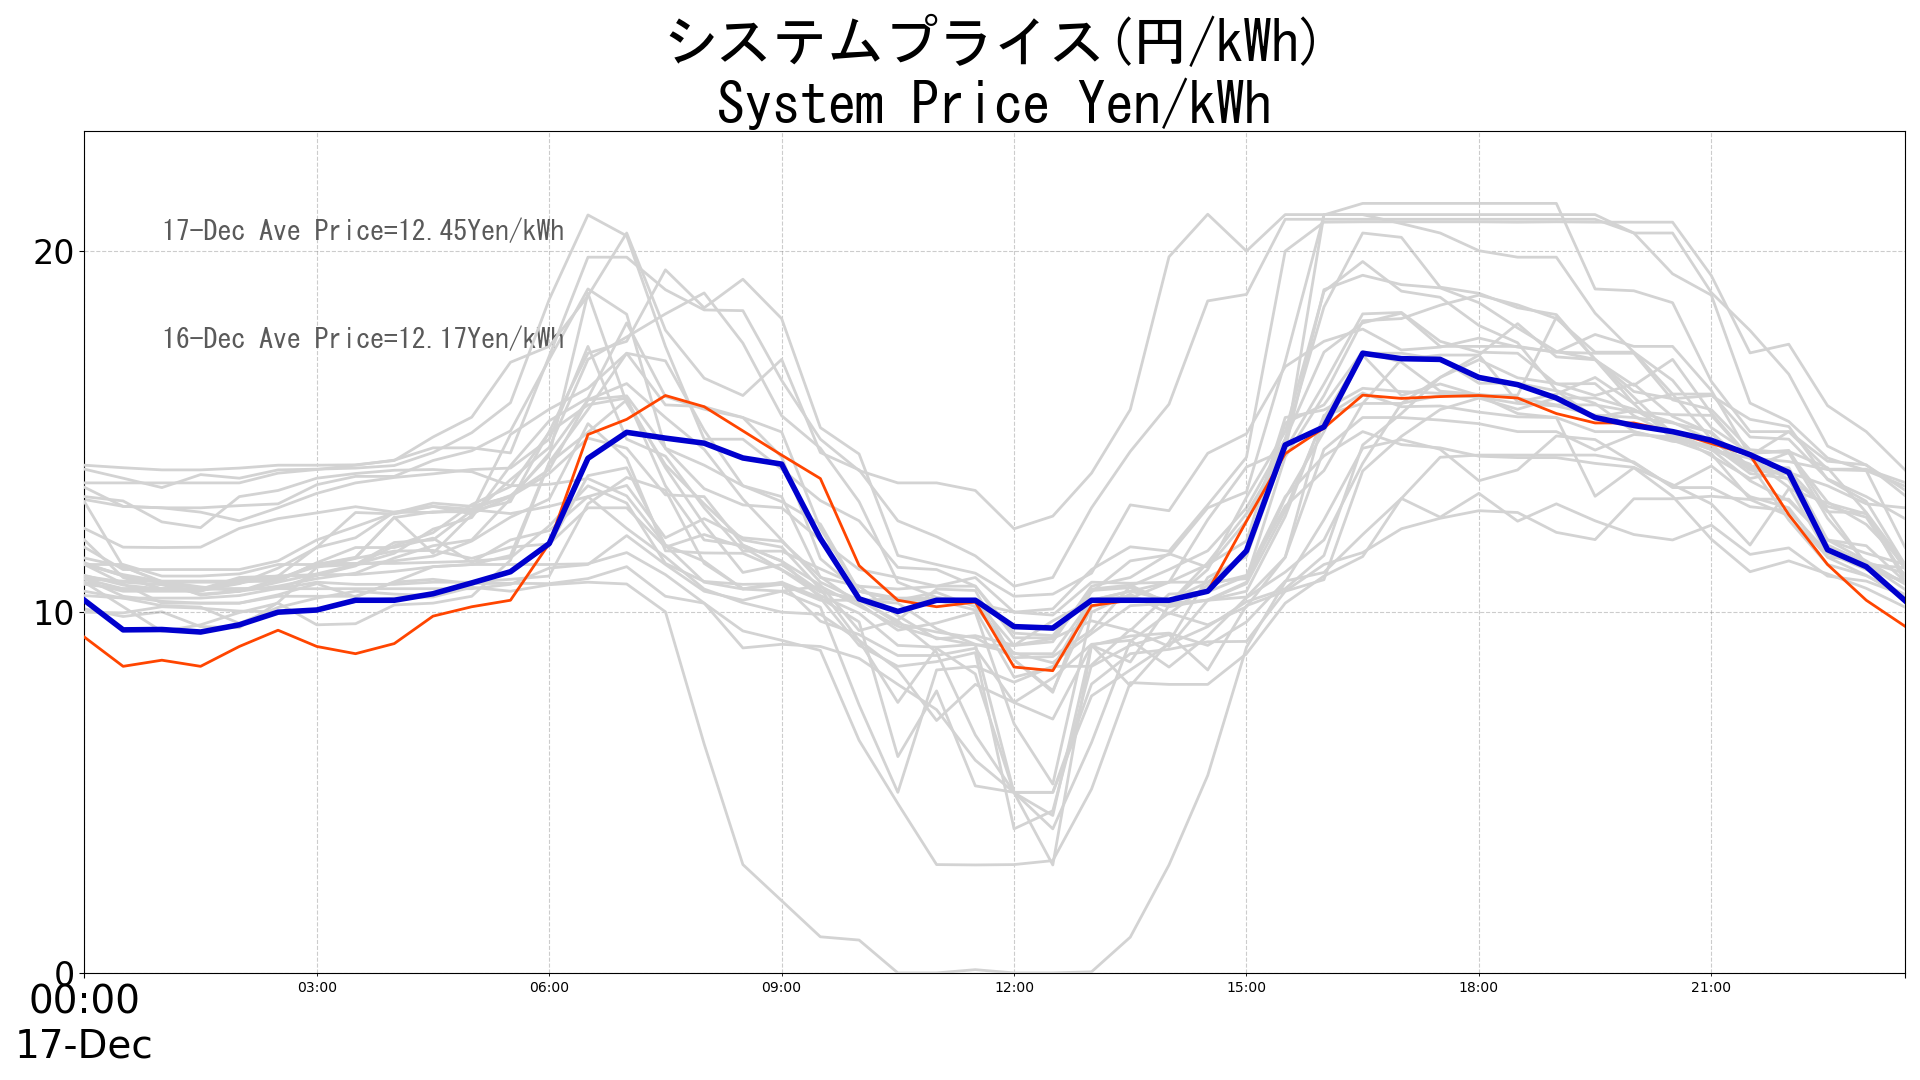 システムプライス(円/kWh)
System Price Yen/kWh
17-Dec Ave Price=12.45Yen/kWh
16-Dec Ave Price=12.17Yen/kWh
20
10
0
00:00
17-Dec
03:00
06:00
09:00
12:00
15:00
18:00
21:00